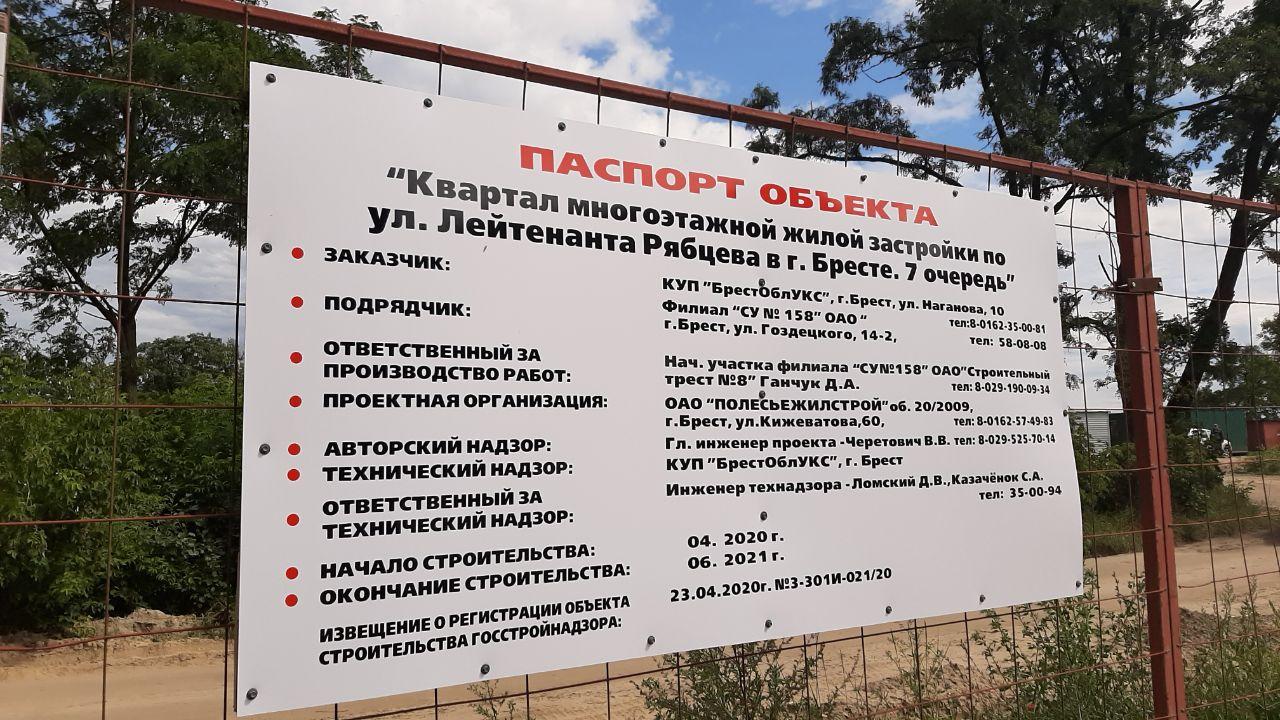 ПАСПОРТ ОБЪЕКТА
“Квартал многоэтажной жилой застройки по
ул. Лейтенанта Рябцева в г. Бресте. 7 очередь”
ЗАКАЗЧИК:
КУП ”БрестОблУКС”, г.Брест, ул. Наганова, 10
тел:8-0162-35-00-81
ПОДРЯДЧИК:
Филиал “СУ № 158” ОАО “
г.Брест, ул. Гоздецкого, 14-2, тел: 58-08-08
ОТВЕТСТВЕННЫЙ ЗА
ПРОИЗВОДСТВО РАБОТ:
Нач. участка филиала “СУ№158” ОАО”Строительный
трест №8” Ганчук Д.А. тел: 8-029-190-09-34
ПРОЕКТНАЯ ОРГАНИЗАЦИЯ:
ОАО ”ПОЛЕСЬЕЖИЛСТРОЙ”об. 20/2009,
г.Брест, ул.Кижеватова,60, тел: 8-0162-57-49-83
АВТОРСКИЙ НАДЗОР:
Гл. инженер проекта -Черетович В.В. тел: 8-029-525-70-14
ТЕХНИЧЕСКИЙ НАДЗОР:
КУП ”БрестОблУКС”, г. Брест
ОТВЕТСТВЕННЫЙ ЗА
ТЕХНИЧЕСКИЙ НАДЗОР:
Инженер технадзора -Ломский Д.В.,Казачёнок С.А.
тел: 35-00-94
НАЧАЛО СТРОИТЕЛЬСТВА:
04. 2020 г.
ОКОНЧАНИЕ СТРОИТЕЛЬСТВА:
06. 2021 г.
ИЗВЕЩЕНИЕ О РЕГИСТРАЦИИ ОБЪЕКТА
СТРОИТЕЛЬСТВА ГОССТРОЙНАДЗОРА:
23.04.2020г. №3-301И-021/20